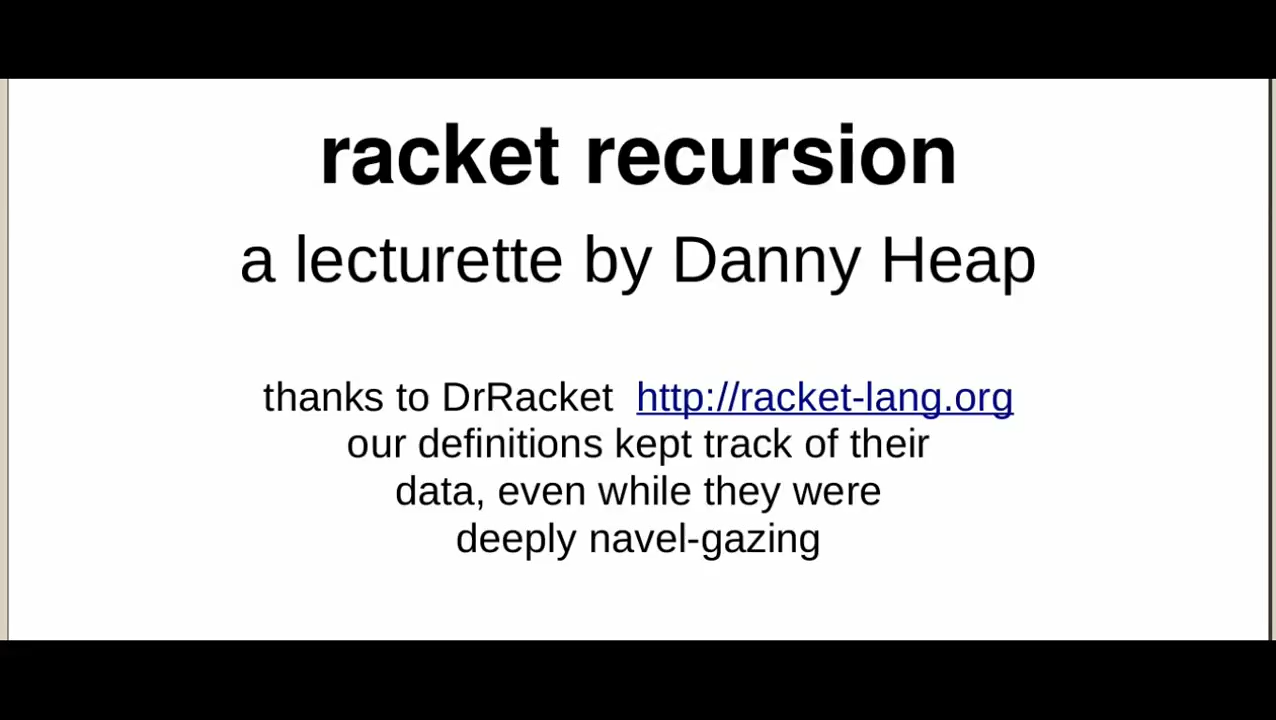 racket recursion
a lecturette by Danny Heap
thanks to DrRacket http://racket-lang.org
our definitions kept track of their
data, even while they were
deeply navel-gazing